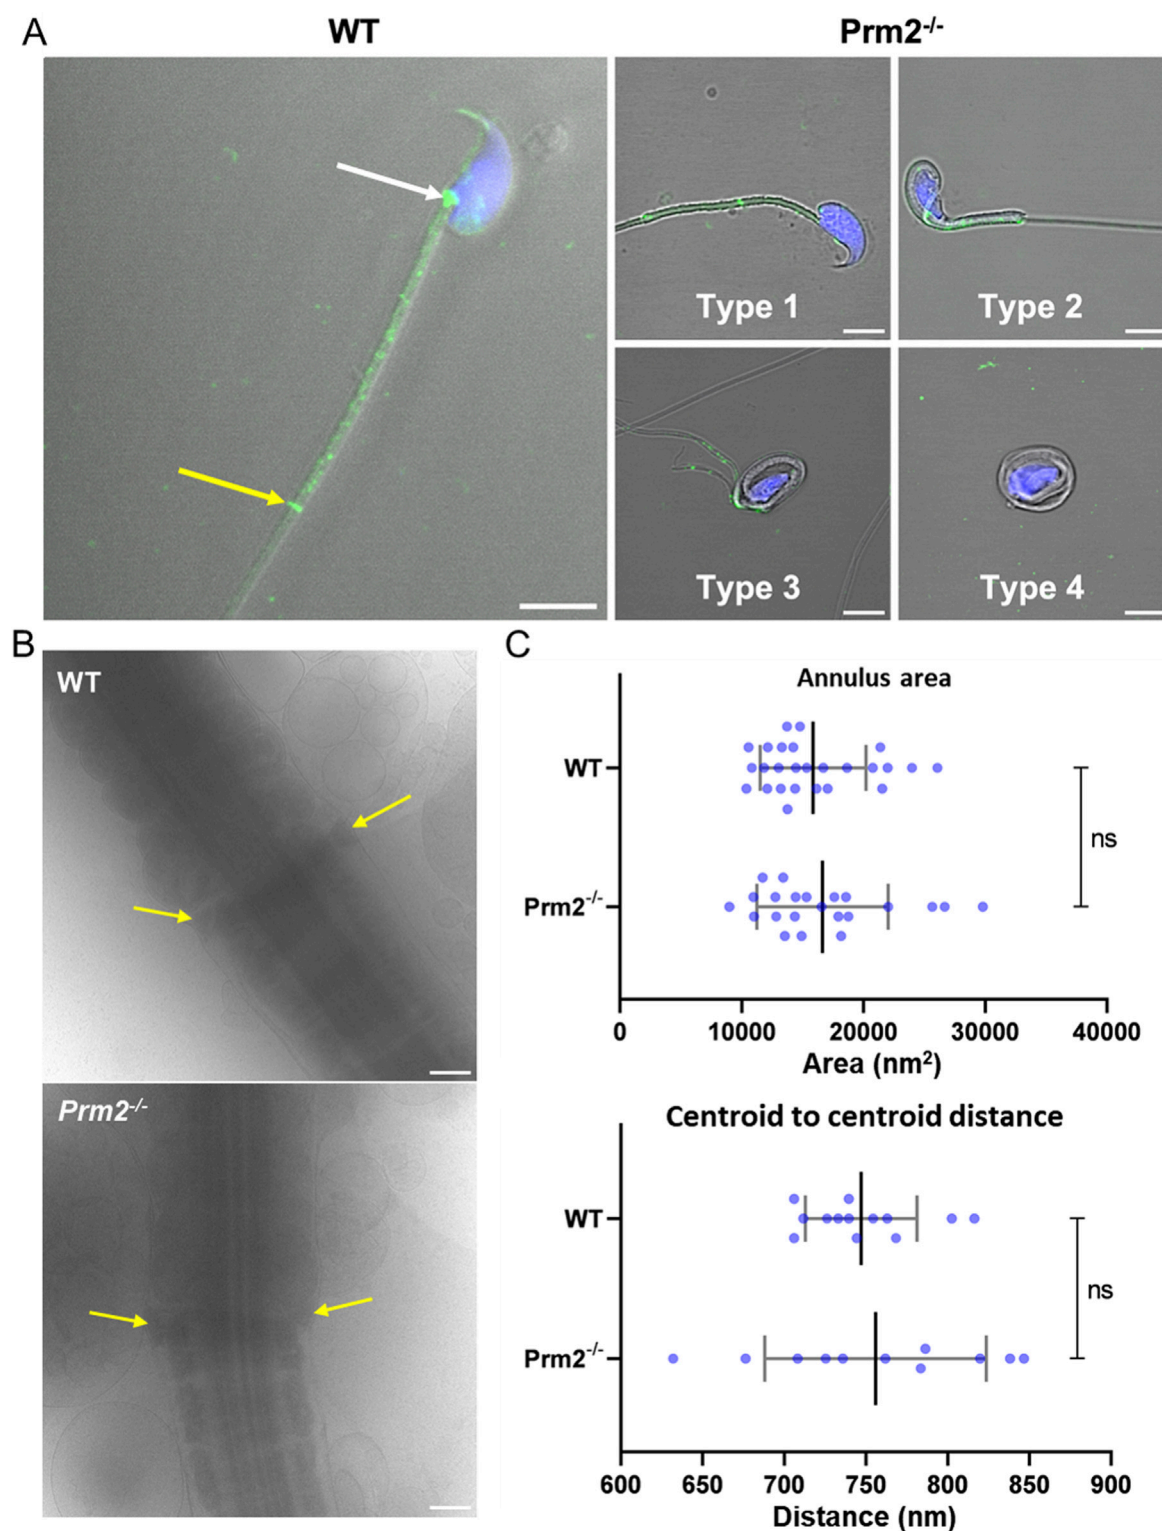 A
WT
Prm2⁻/⁻
Type 1
Type 2
Type 3
Type 4
B
WT
Prm2⁻/⁻
C
Annulus area
WT
ns
Prm2⁻/⁻
0 10000 20000 30000 40000
Area (nm²)
Centroid to centroid distance
WT
ns
Prm2⁻/⁻
600 650 700 750 800 850 900
Distance (nm)